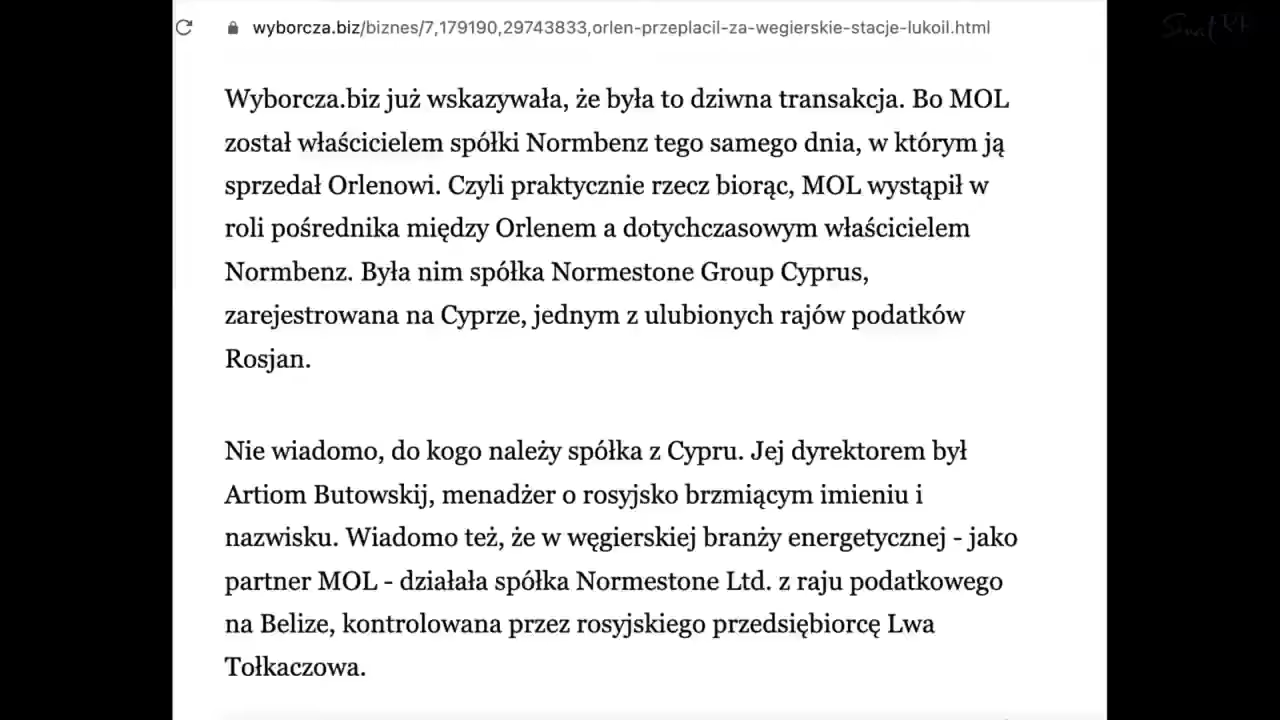 wyborcza.biz/biznes/7,179190,29743833,orlen-przeplacil-za-wegierskie-stacje-lukoil.html
Wyborcza.biz już wskazywała, że była to dziwna transakcja. Bo MOL
został właścicielem spółki Normbenz tego samego dnia, w którym ją
sprzedał Orlenowi. Czyli praktycznie rzecz biorąc, MOL wystąpił w
roli pośrednika między Orlenem a dotychczasowym właścicielem
Normbenz. Była nim spółka Normestone Group Cyprus,
zarejestrowana na Cyprze, jednym z ulubionych rajów podatków
Rosjan.
Nie wiadomo, do kogo należy spółka z Cypru. Jej dyrektorem był
Artiom Butowskij, menadżer o rosyjsko brzmiącym imieniu i
nazwisku. Wiadomo też, że w węgierskiej branży energetycznej - jako
partner MOL - działała spółka Normestone Ltd. z raju podatkowego
na Belize, kontrolowana przez rosyjskiego przedsiębiorcę Lwa
Tołkaczowa.